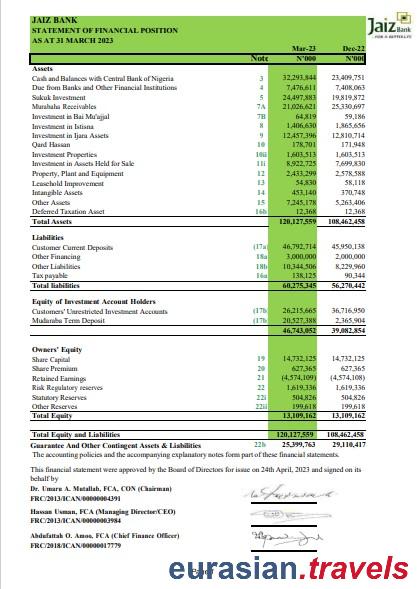 JAIZ BANK
STATEMENT OF FINANCIAL POSITION
AS AT 31 MARCH 2023
Jaiz Bank
FOR A BETTER LIFE
Mar-23 Dec-22
Note N'000 N'000
Assets
Cash and Balances with Central Bank of Nigeria 3 32,293,844 23,409,751
Due from Banks and Other Financial Institutions 4 7,476,611 7,408,063
Sukuk Investment 5 24,497,883 19,819,872
Murabaha Receivables 7A 21,026,621 25,330,697
Investment in Bai Mu'ajjal 7B 64,819 59,186
Investment in Istisna 8 1,406,630 1,865,656
Investment in Ijara Assets 9 12,457,396 12,810,714
Qard Hassan 10 178,701 171,948
Investment Properties 10ii 1,603,513 1,603,513
Investment in Assets Held for Sale 11i 8,922,725 7,699,830
Property, Plant and Equipment 12 2,433,299 2,578,588
Leasehold Improvement 13 54,830 58,118
Intangible Assets 14 453,140 370,748
Other Assets 15 7,245,178 5,263,406
Deferred Taxation Asset 16b 12,368 12,368
Total Assets 120,127,559 108,462,458
Liabilities
Customer Current Deposits (17a) 46,792,714 45,950,138
Other Financing 18a 3,000,000 2,000,000
Other Liabilities 18b 10,344,506 8,229,960
Tax payable 16a 138,125 90,344
Total liabilities 60,275,345 56,270,442
Equity of Investment Account Holders
Customers' Unrestricted Investment Accounts (17b) 26,215,665 36,716,950
Mudaraba Term Deposit (17b) 20,527,388 2,365,904
46,743,052 39,082,854
Owners' Equity
Share Capital 19 14,732,125 14,732,125
Share Premium 20 627,365 627,365
Retained Earnings 21 (4,574,109) (4,574,108)
Risk Regulatory reserves 22 1,619,336 1,619,336
Statutory Reserves 22i 504,826 504,826
Other Reserves 22ii 199,618 199,618
Total Equity 13,109,162 13,109,162
Total Equity and Liabilities 120,127,559 108,462,458
Guarantee And Other Contingent Assets & Liabilities 22b 25,399,763 29,110,417
The accounting policies and the accompanying explanatory notes form part of these financial statements.
This financial statement were approved by the Board of Directors for issue on 24th April, 2023 and signed on its
behalf by
Dr. Umaru A. Mutallab, FCA, CON (Chairman)
FRC/2013/ICAN/00000004391
Hassan Usman, FCA (Managing Director/CEO)
FRC/2013/ICAN/00000003984
Abdulfattah O. Amoo, FCA (Chief Finance Officer)
FRC/2018/ICAN/00000017779
eurasian.travels